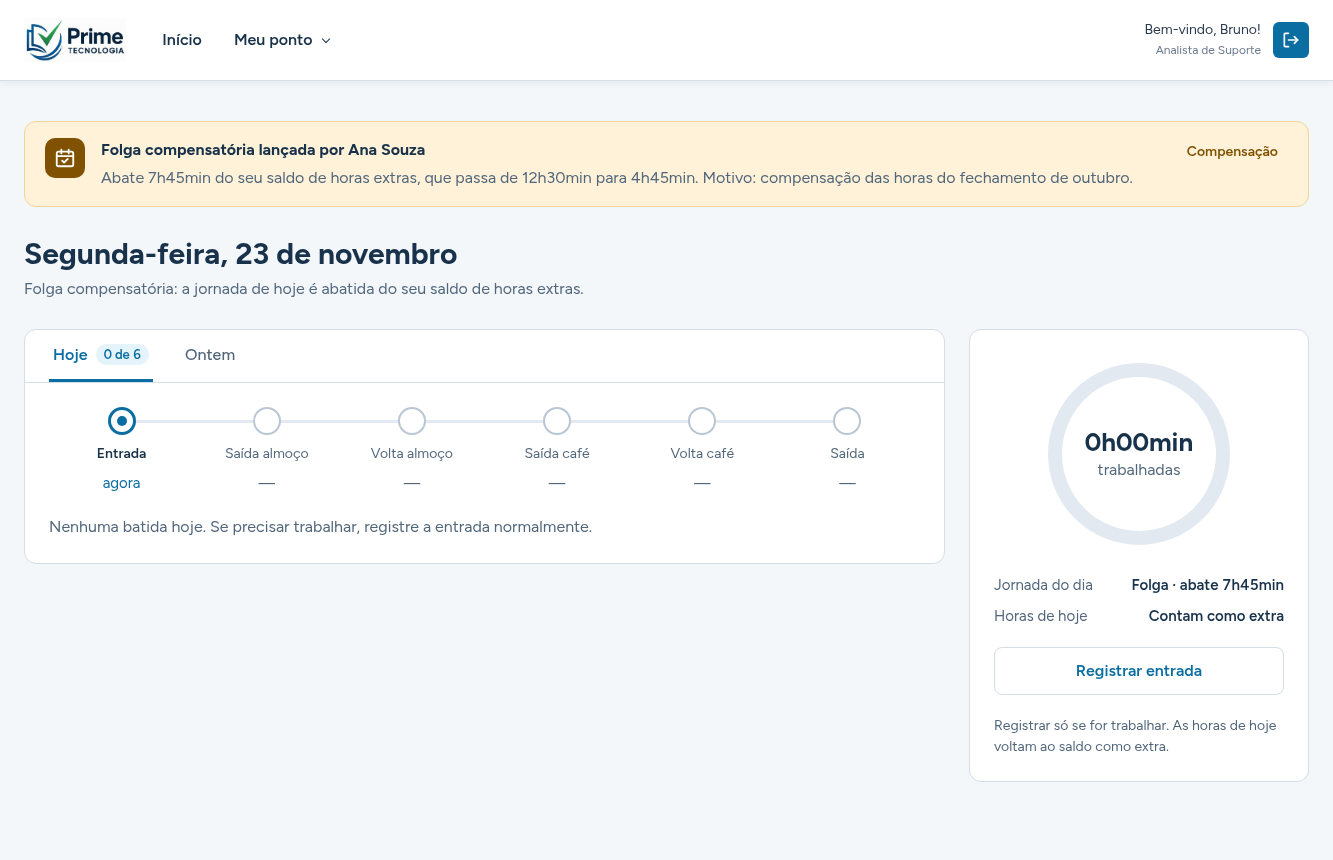 Prime
TECNOLOGIA
Início
Meu ponto
Bem-vindo, Bruno!
Analista de Suporte
Folga compensatória lançada por Ana Souza
Compensação
Abate 7h45min do seu saldo de horas extras, que passa de 12h30min para 4h45min. Motivo: compensação das horas do fechamento de outubro.
Segunda-feira, 23 de novembro
Folga compensatória: a jornada de hoje é abatida do seu saldo de horas extras.
Hoje 0 de 6 Ontem
Entrada Saída almoço Volta almoço Saída café Volta café Saída
agora — — — — —
Nenhuma batida hoje. Se precisar trabalhar, registre a entrada normalmente.
0h00min
trabalhadas
Jornada do dia Folga · abate 7h45min
Horas de hoje Contam como extra
Registrar entrada
Registrar só se for trabalhar. As horas de hoje
voltam ao saldo como extra.